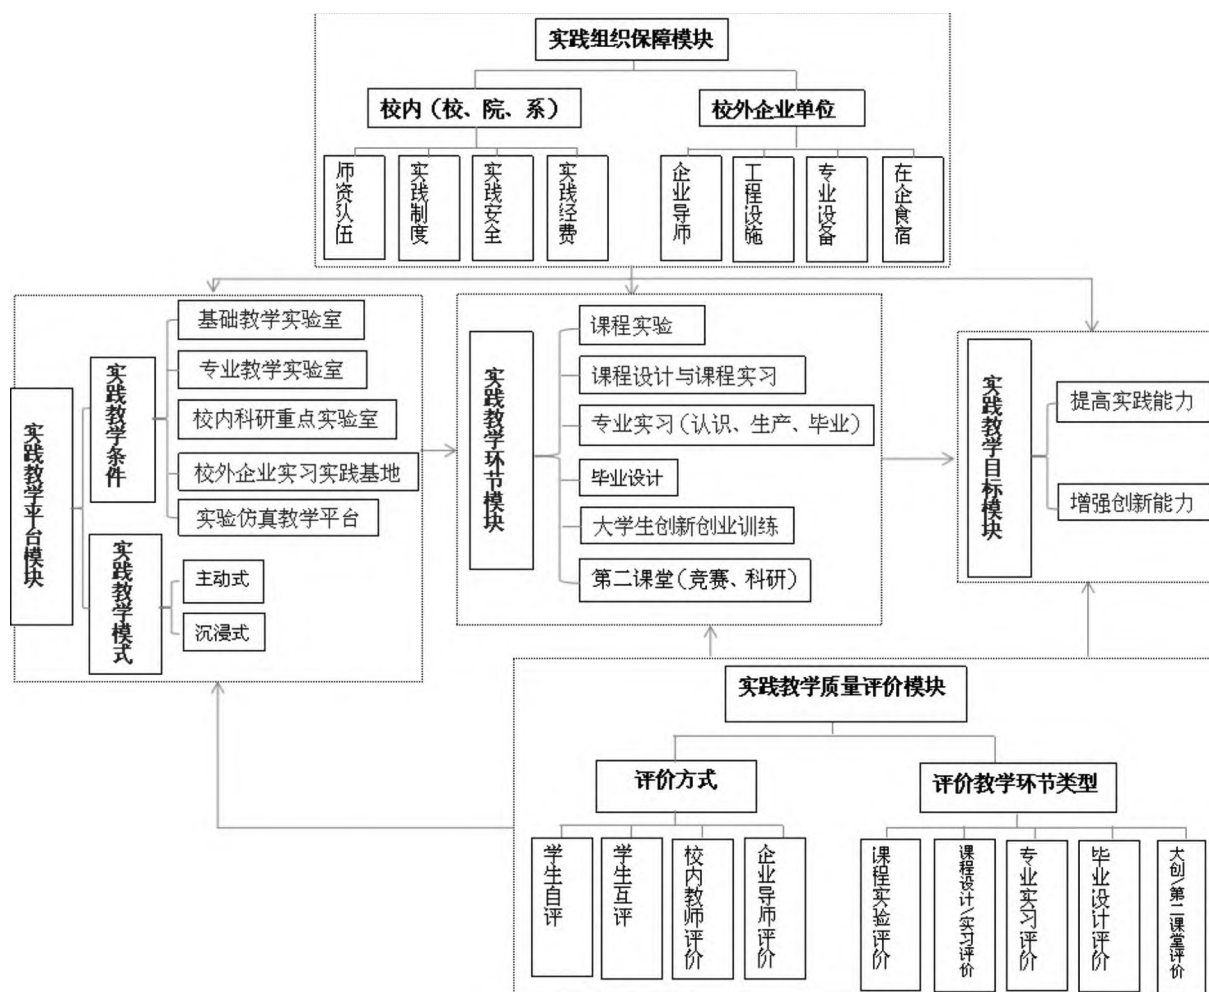 实践组织保障模块
校内（校、院、系）
校外企业单位
师资队伍
实践制度
实践安全
实践经费
企业导师
工程设施
专业设备
在企食宿
实践教学平台模块
实践教学条件
基础教学实验室
专业教学实验室
校内科研重点实验室
校外企业实习实践基地
实验仿真教学平台
实践教学模式
主动式
沉浸式
实践教学环节模块
课程实验
课程设计与课程实习
专业实习（认识、生产、毕业）
毕业设计
大学生创新创业训练
第二课堂（竞赛、科研）
实践教学目标模块
提高实践能力
增强创新能力
实践教学质量评价模块
评价方式
评价教学环节类型
学生自评
学生互评
校内教师评价
企业导师评价
课程实验评价
课程设计/实习评价
专业实习评价
毕业设计评价
大创/第二课堂评价